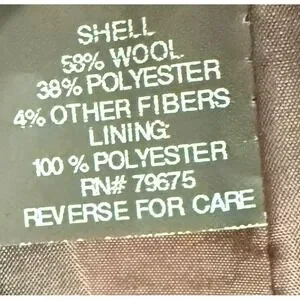 SHELL
58% WOOL
38% POLYESTER
4% OTHER FIBERS
LINING:
100 % POLYESTER
RN# 79675
REVERSE FOR CARE